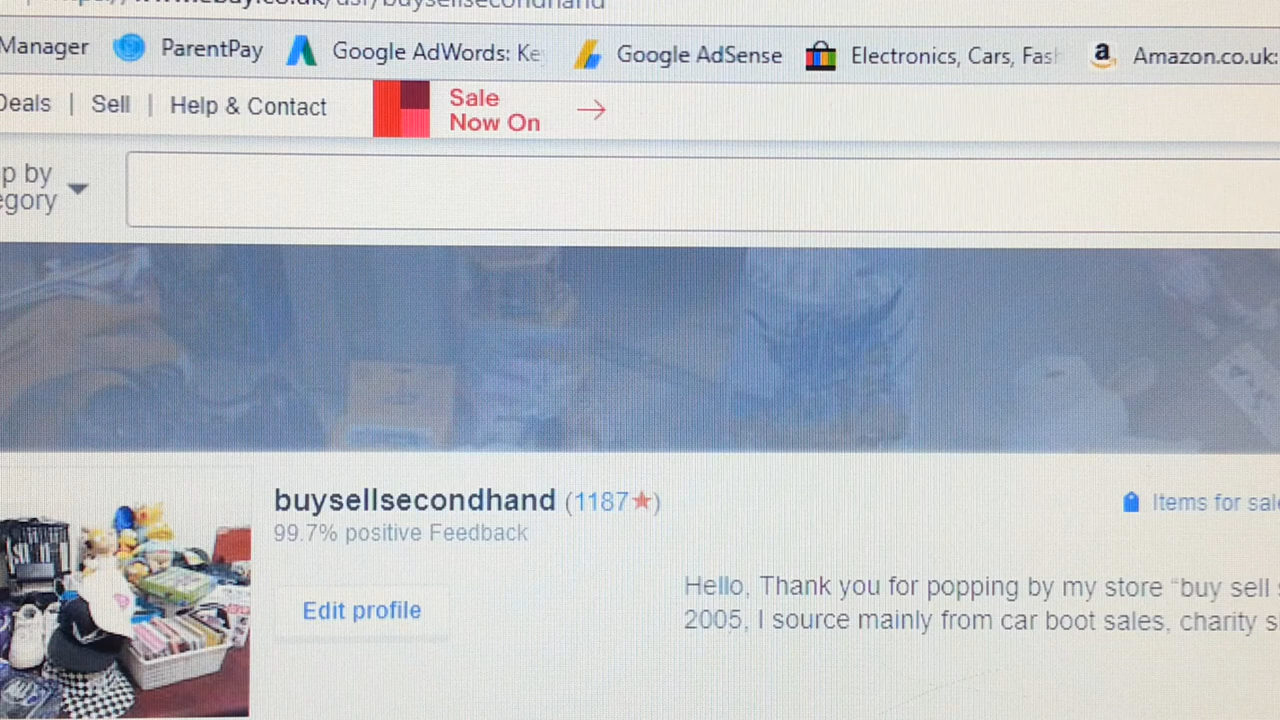 buysellsecondhand
Manager ParentPay Google AdWords: Ke Google AdSense Electronics, Cars, Fash Amazon.co.uk:
Deals | Sell | Help & Contact
Sale
Now On
p by
egory
buysellsecondhand (1187)
99.7% positive Feedback
Items for sale
Edit profile
Hello, Thank you for popping by my store “buy sell
2005, I source mainly from car boot sales, charity s